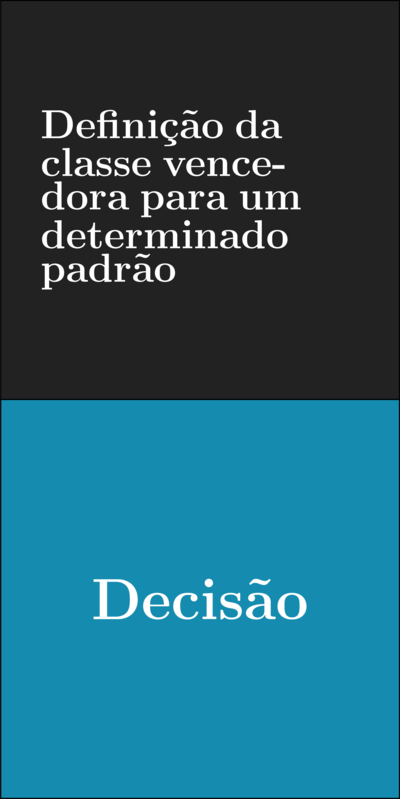 Definição da
classe vence-
dora para um
determinado
padrão
Decisão